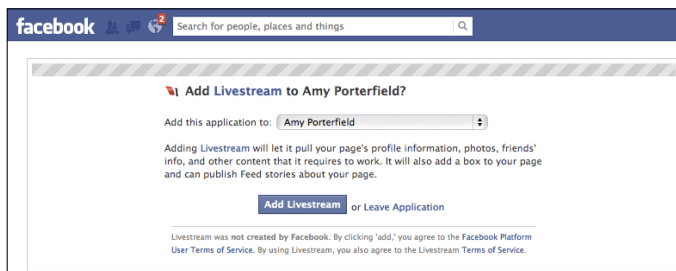 facebook 2 Search for people, places and things
Add Livestream to Amy Porterfield?
Add this application to: Amy Porterfield
Adding Livestream will let it pull your page's profile information, photos, friends'
info, and other content that it requires to work. It will also add a box to your page
and can publish Feed stories about your page.
Add Livestream or Leave Application
Livestream was not created by Facebook. By clicking 'add,' you agree to the Facebook Platform
User Terms of Service. By using Livestream, you also agree to the Livestream Terms of Service.